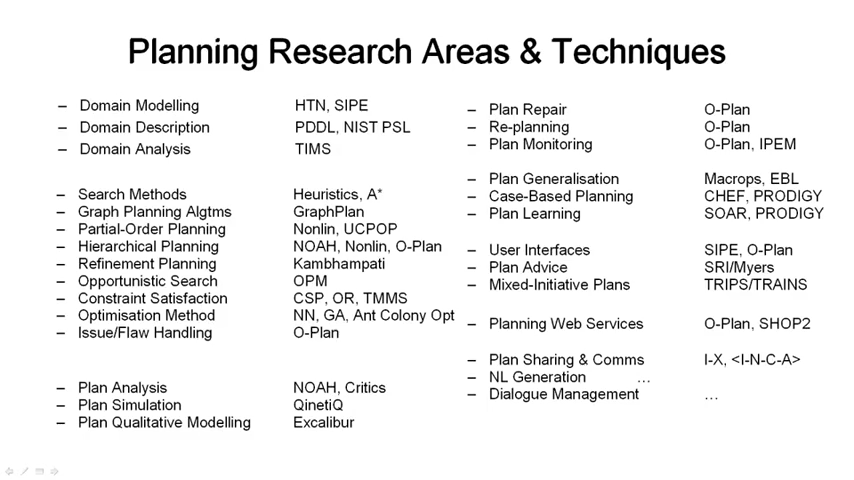 Planning Research Areas & Techniques
– Domain Modelling HTN, SIPE
– Domain Description PDDL, NIST PSL
– Domain Analysis TIMS
– Search Methods Heuristics, A*
– Graph Planning Algtms GraphPlan
– Partial-Order Planning Nonlin, UCPOP
– Hierarchical Planning NOAH, Nonlin, O-Plan
– Refinement Planning Kambhampati
– Opportunistic Search OPM
– Constraint Satisfaction CSP, OR, TMMS
– Optimisation Method NN, GA, Ant Colony Opt
– Issue/Flaw Handling O-Plan
– Plan Analysis NOAH, Critics
– Plan Simulation QinetiQ
– Plan Qualitative Modelling Excalibur
– Plan Repair O-Plan
– Re-planning O-Plan
– Plan Monitoring O-Plan, IPEM
– Plan Generalisation Macrops, EBL
– Case-Based Planning CHEF, PRODIGY
– Plan Learning SOAR, PRODIGY
– User Interfaces SIPE, O-Plan
– Plan Advice SRI/Myers
– Mixed-Initiative Plans TRIPS/TRAINS
– Planning Web Services O-Plan, SHOP2
– Plan Sharing & Comms I-X, <I-N-C-A>
– NL Generation …
– Dialogue Management …